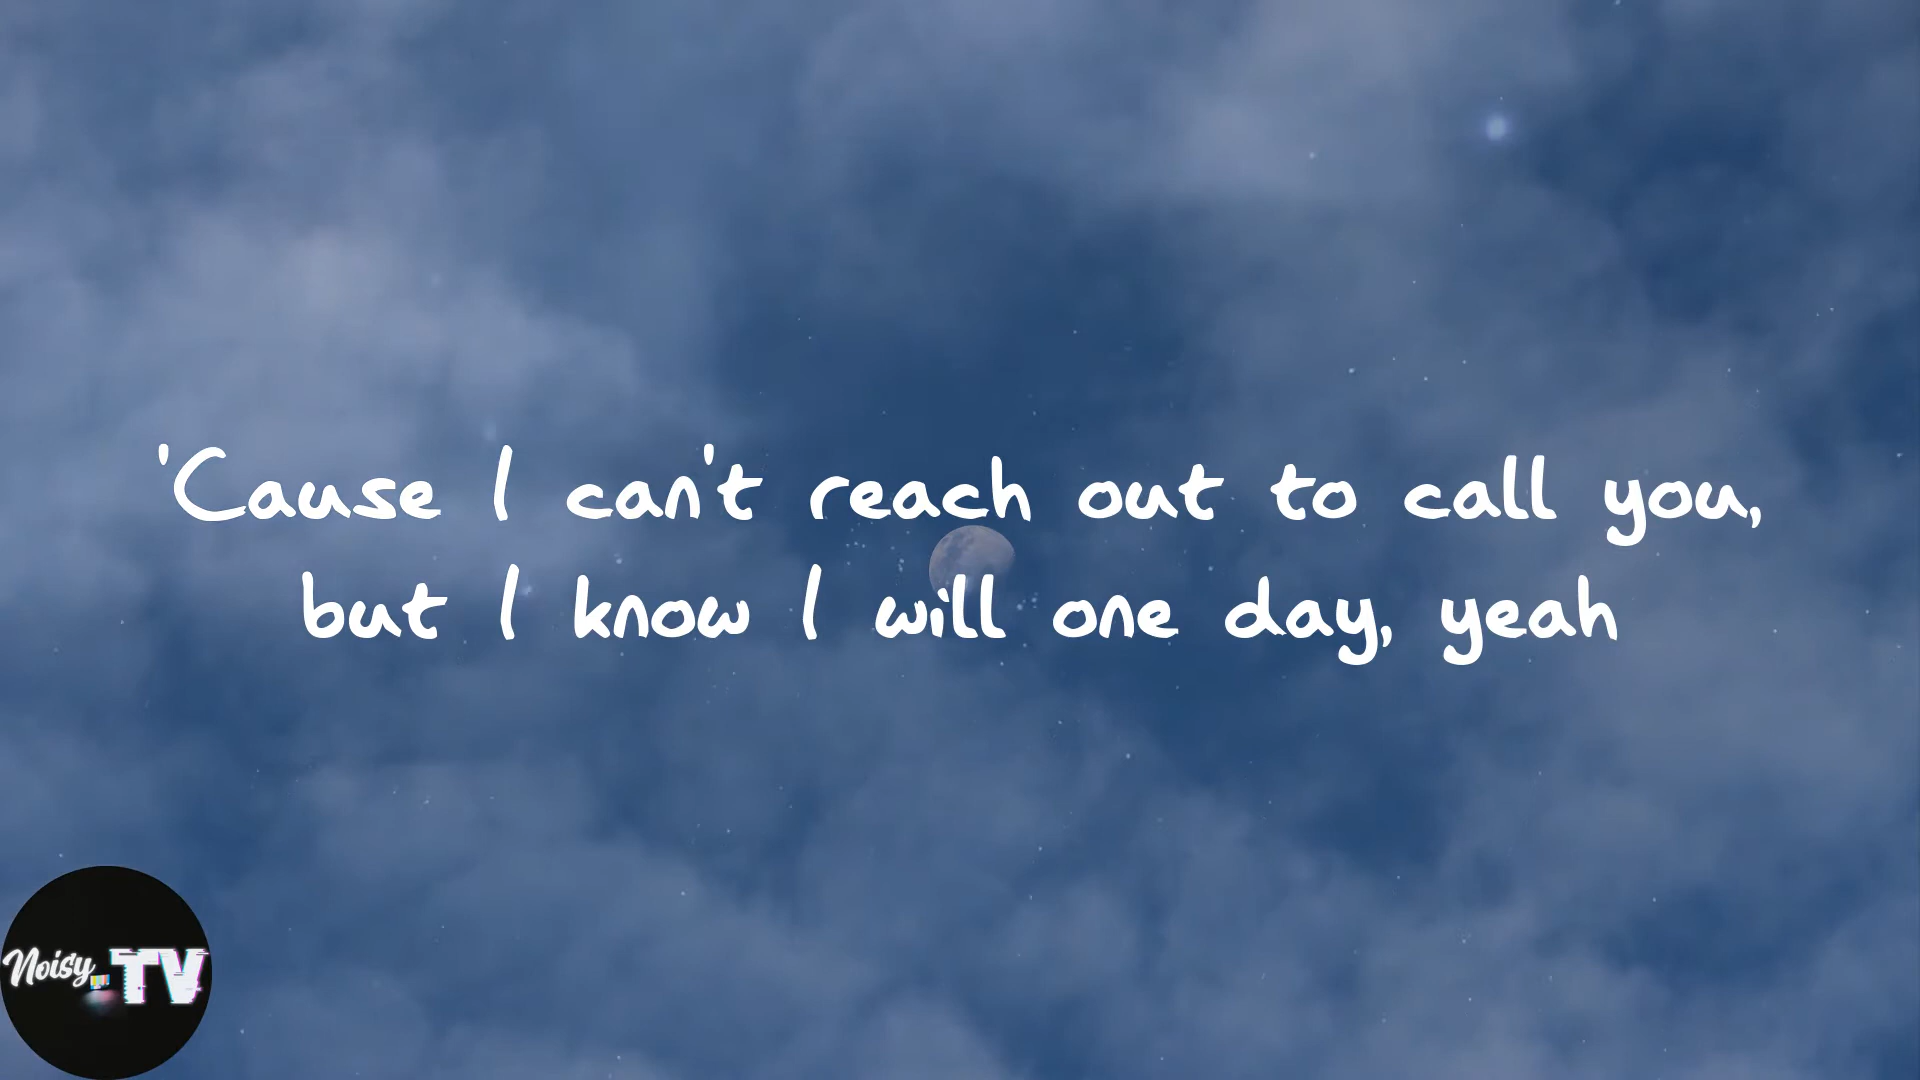 'Cause I can't reach out to call you,
but I know I will one day, yeah
Noisy TV